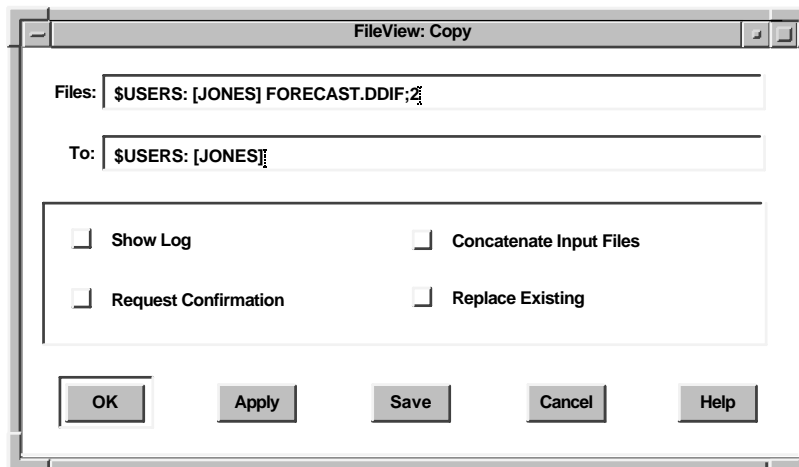 FileView: Copy
Files: $USERS: [JONES] FORECAST.DDIF;2
To: $USERS: [JONES]
Show Log
Concatenate Input Files
Request Confirmation
Replace Existing
OK
Apply
Save
Cancel
Help